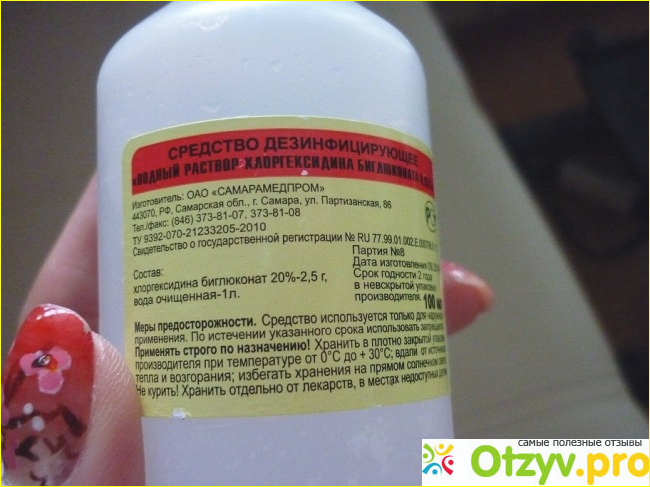 СРЕДСТВО ДЕЗИНФИЦИРУЮЩЕЕ
«ВОДНЫЙ РАСТВОР ХЛОРГЕКСИДИНА БИГЛЮКОНАТА
Изготовитель: ОАО «САМАРАМЕДПРОМ»
443070, РФ, Самарская обл., г. Самара, ул. Партизанская, 86
Тел./факс: (846) 373-81-07, 373-81-08
ТУ 9392-070-21233205-2010
Свидетельство о государственной регистрации № RU 77.99.01.002.Е.
Партия №8
Дата изготовления
Состав:
Срок годности 2 года
хлоргексидина биглюконат 20%-2,5 г,
в невскрытой упаковке
вода очищенная-1л.
производителя. 100 мл
Меры предосторожности. Средство используется только для
применения. По истечении указанного срока использовать
Применять строго по назначению! Хранить в плотно закрытой
производителя при температуре от 0°С до + 30°С; вдали от
тепла и возгорания; избегать хранения на прямом солнечном
Не курить! Хранить отдельно от лекарств, в местах недоступных
самые полезные отзывы
Otzyv.pro